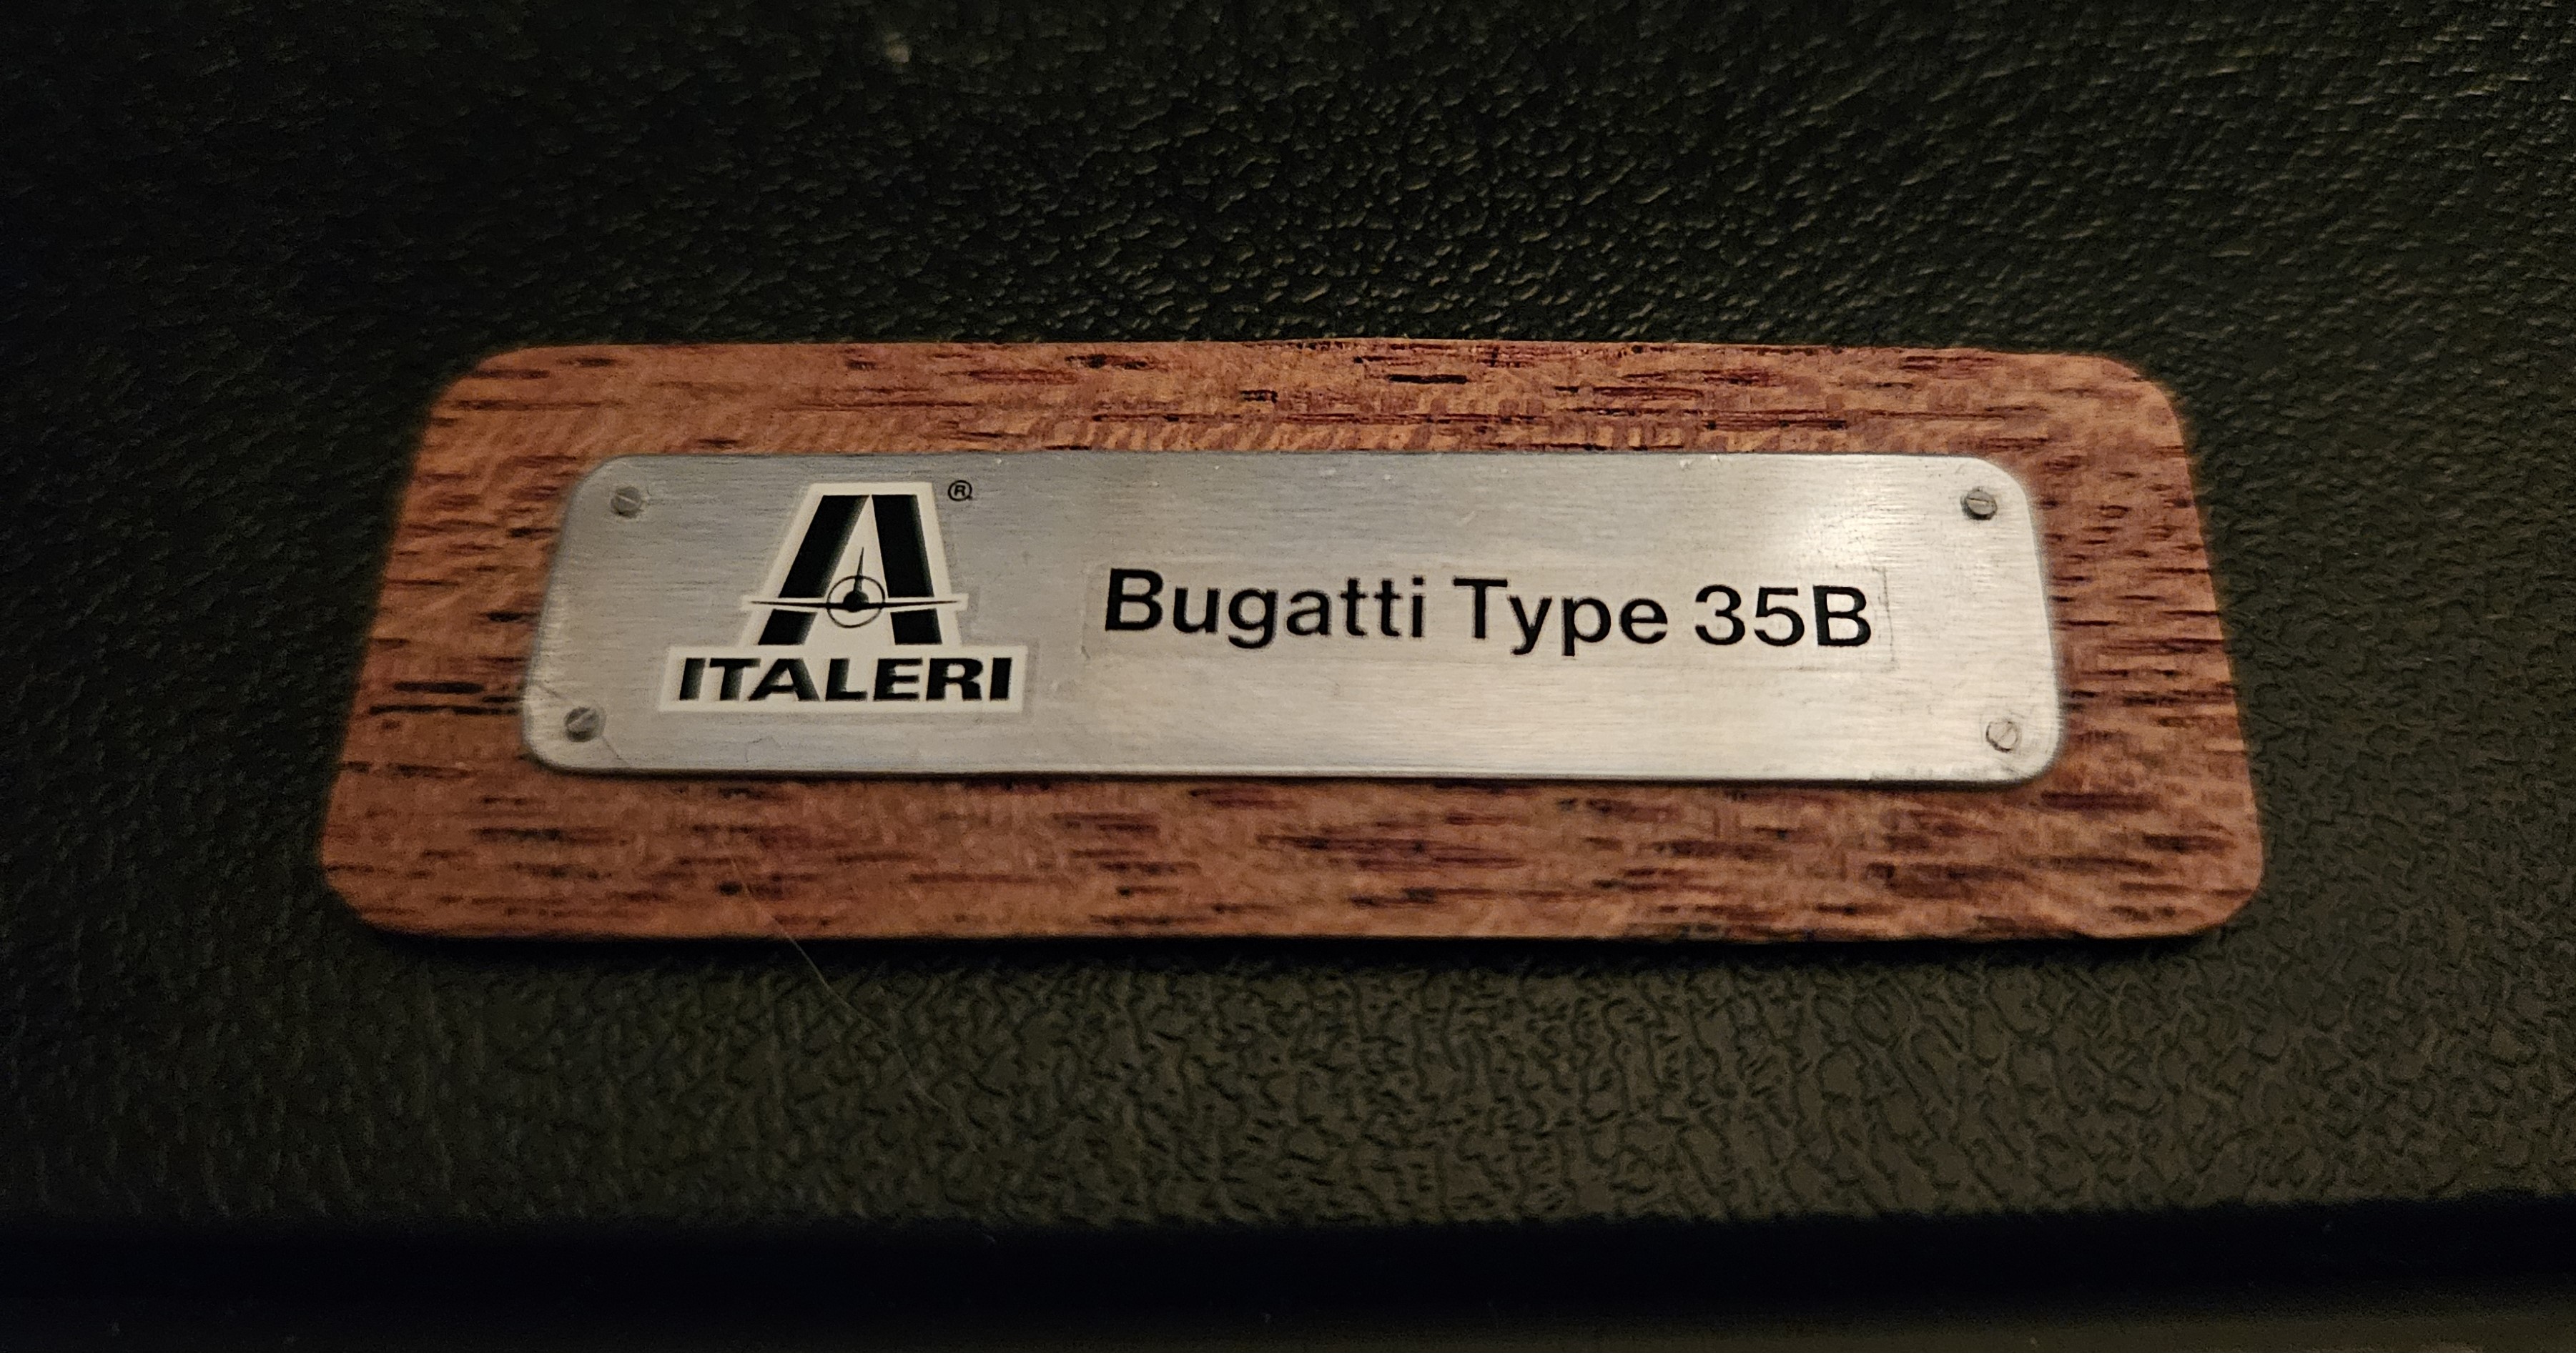 ®
ITALERI
Bugatti Type 35B